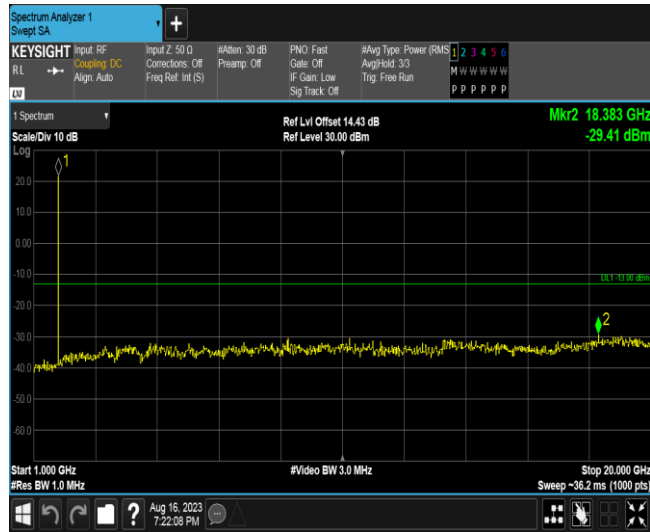 Spectrum Analyzer 1
Swept SA
+
KEYSIGHT
RL
LXI
Input: RF
Coupling: DC
Align: Auto
Input Z: 50 Ω
Corrections: Off
Freq Ref: Int (S)
#Atten: 30 dB
Preamp: Off
PNO: Fast
Gate: Off
IF Gain: Low
Sig Track: Off
#Avg Type: Power (RMS
Avg|Hold: 3/3
Trig: Free Run
1 2 3 4 5 6
M W W W W W
P P P P P P
1 Spectrum
Scale/Div 10 dB
Ref Lvl Offset 14.43 dB
Ref Level 30.00 dBm
Mkr2 18.383 GHz
-29.41 dBm
Log
1
20.0
10.0
0.00
-10.0
DL1 -13.00 dBm
-20.0
2
-30.0
-40.0
-50.0
-60.0
Start 1.000 GHz
#Video BW 3.0 MHz
Stop 20.000 GHz
#Res BW 1.0 MHz
Sweep ~36.2 ms (1000 pts)
?
Aug 16, 2023
7:22:08 PM